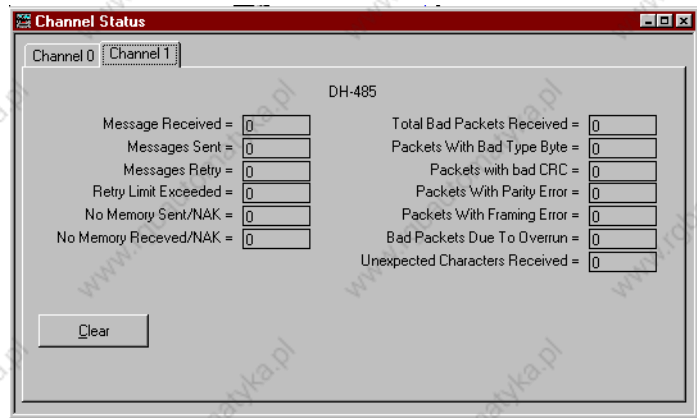 Channel Status
Channel 0 Channel 1
DH-485
Message Received = 0
Messages Sent = 0
Messages Retry = 0
Retry Limit Exceeded = 0
No Memory Sent/NAK = 0
No Memory Receved/NAK = 0
Total Bad Packets Received = 0
Packets With Bad Type Byte = 0
Packets with bad CRC = 0
Packets With Parity Error = 0
Packets With Framing Error = 0
Bad Packets Due To Overrun = 0
Unexpected Characters Received = 0
Clear